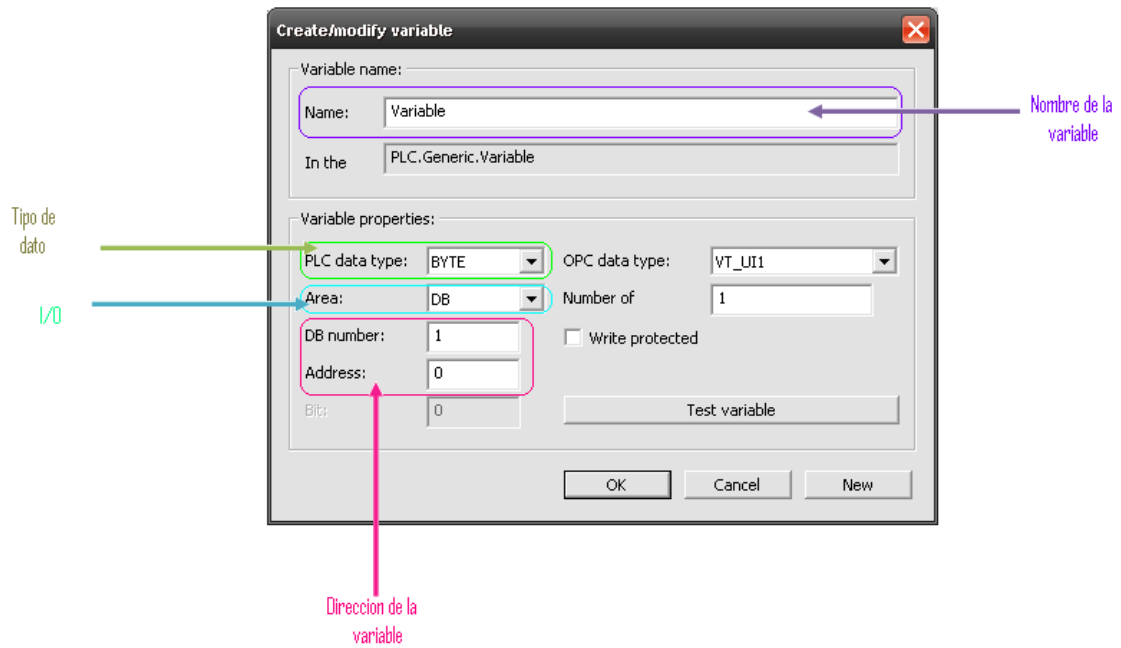 Create/modify variable
Variable name:
Name: Variable
Nombre de la
variable
In the PLC.Generic.Variable
Tipo de
dato
Variable properties:
PLC data type: BYTE OPC data type: VT_UI1
I/O
Area: DB Number of 1
DB number: 1 Write protected
Address: 0
Bit: 0 Test variable
OK Cancel New
Direccion de la
variable